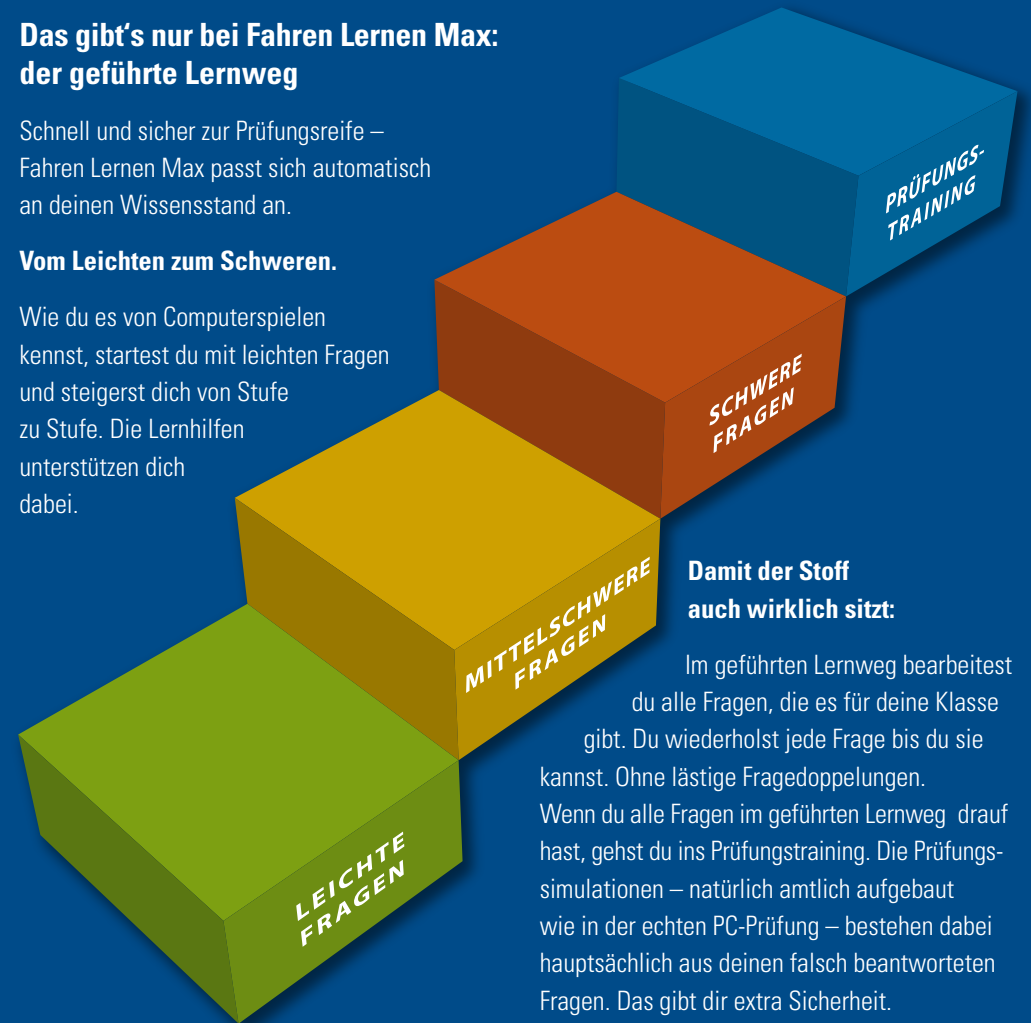 Das gibt‘s nur bei Fahren Lernen Max:
der geführte Lernweg
Schnell und sicher zur Prüfungsreife –
Fahren Lernen Max passt sich automatisch
an deinen Wissensstand an.
Vom Leichten zum Schweren.
Wie du es von Computerspielen
kennst, startest du mit leichten Fragen
und steigerst dich von Stufe
zu Stufe. Die Lernhilfen
unterstützen dich
dabei.
PRÜFUNGS-
TRAINING
SCHWERE
FRAGEN
MITTELSCHWERE
FRAGEN
LEICHTE
FRAGEN
Damit der Stoff
auch wirklich sitzt:
Im geführten Lernweg bearbeitest
du alle Fragen, die es für deine Klasse
gibt. Du wiederholst jede Frage bis du sie
kannst. Ohne lästige Fragedoppelungen.
Wenn du alle Fragen im geführten Lernweg drauf
hast, gehst du ins Prüfungstraining. Die Prüfungs-
simulationen – natürlich amtlich aufgebaut
wie in der echten PC-Prüfung – bestehen dabei
hauptsächlich aus deinen falsch beantworteten
Fragen. Das gibt dir extra Sicherheit.